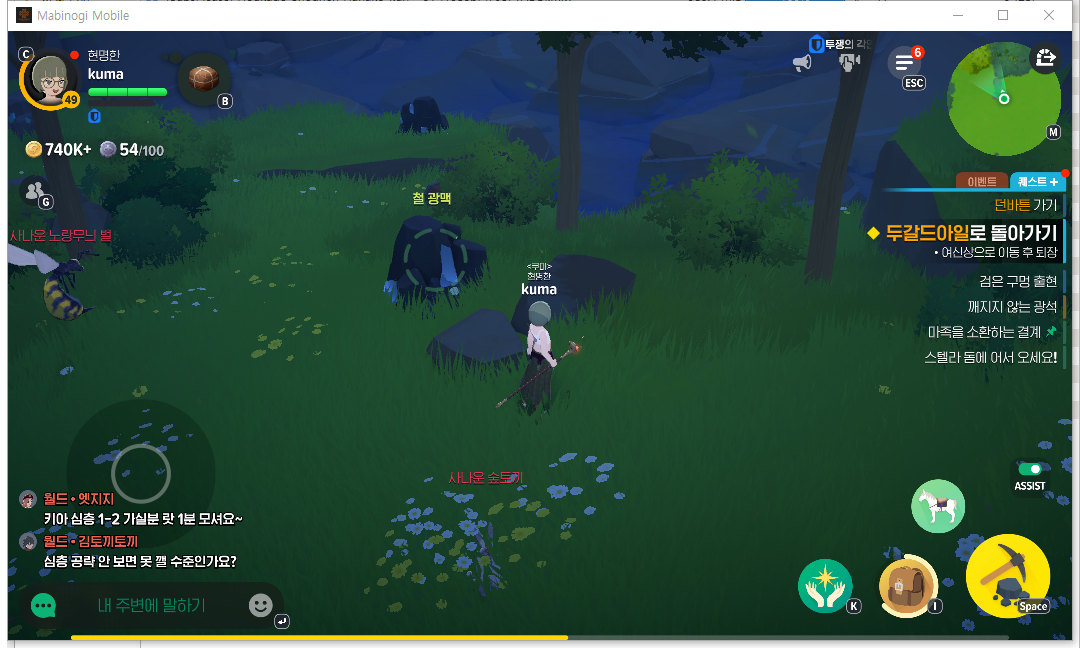 Mabinogi Mobile
C
현명한
kuma
49
B
740K+
54/100
G
투쟁의 각
6
ESC
M
이벤트
퀘스트 +
던바튼 가기
두갈드아일로 돌아가기
• 여신상으로 이동 후 퇴장
검은 구멍 출현
깨지지 않는 광석
마족을 소환하는 결계
스텔라 돔에 어서 오세요!
철 광맥
사나운 노랑무늬 벌
<쿠마>
현명한
kuma
사나운 숲토끼
월드 • 엣지지
키아 심층 1-2 가실분 랏 1분 모셔요~
월드 • 김토끼토끼
심층 공략 안 보면 못 깰 수준인가요?
내 주변에 말하기
ASSIST
K
I
Space